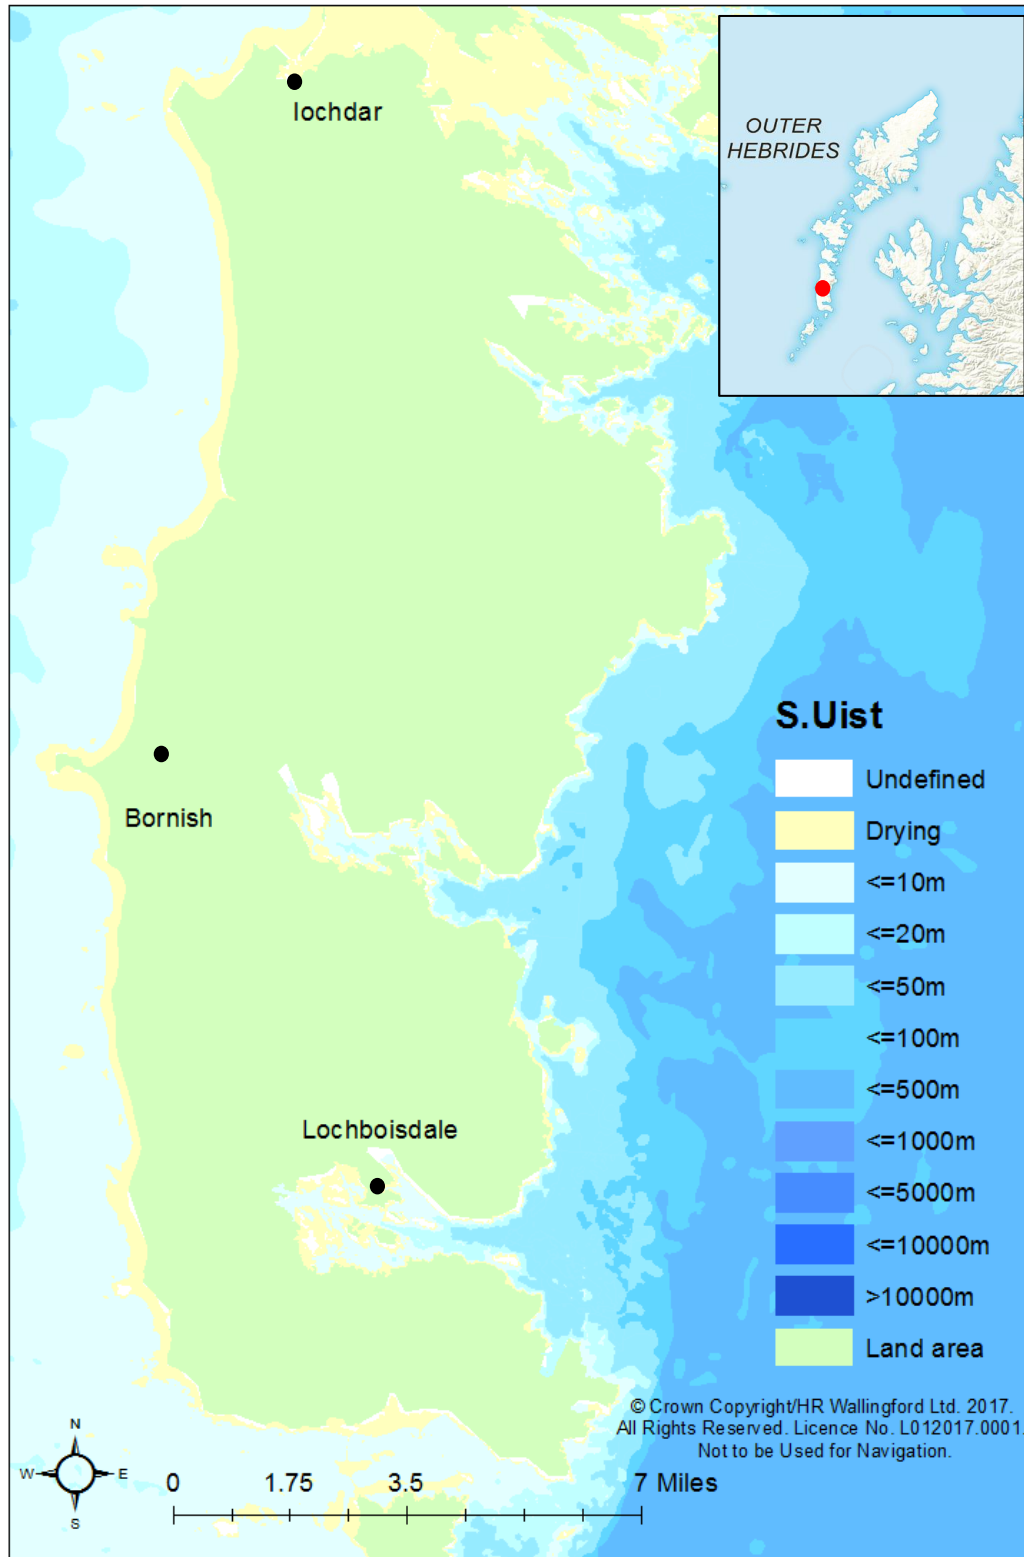 Iochdar
OUTER
HEBRIDES
Bornish
Lochboisdale
S.Uist
Undefined
Drying
<=10m
<=20m
<=50m
<=100m
<=500m
<=1000m
<=5000m
<=10000m
>10000m
Land area
© Crown Copyright/HR Wallingford Ltd. 2017.
All Rights Reserved. Licence No. L012017.0001.
Not to be Used for Navigation.
N
W E
S
0 1.75 3.5 7 Miles